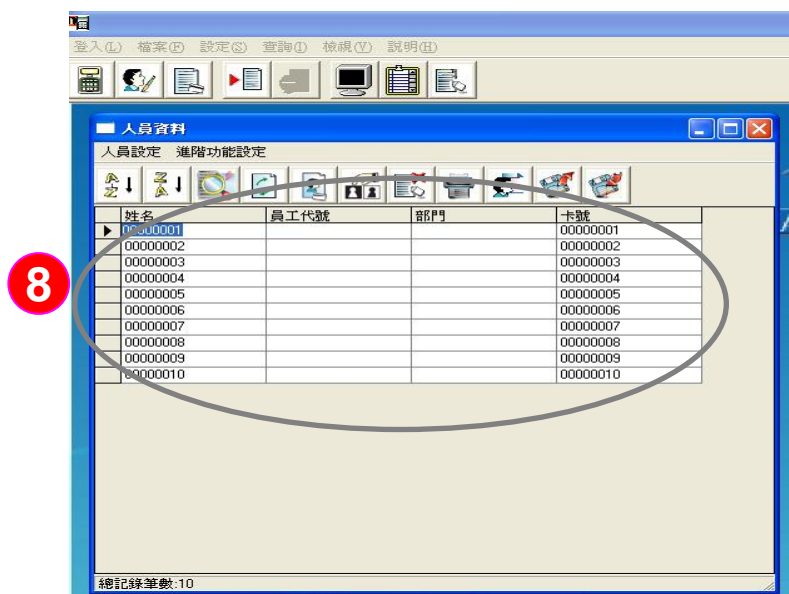 登入(L) 檔案(F) 設定(S) 查詢(I) 檢視(V) 說明(H)
人員資料
人員設定 進階功能設定
姓名 員工代號 部門 卡號
00000001 00000001
00000002 00000002
00000003 00000003
8
00000004 00000004
00000005 00000005
00000006 00000006
00000007 00000007
00000008 00000008
00000009 00000009
00000010 00000010
總記錄筆數:10